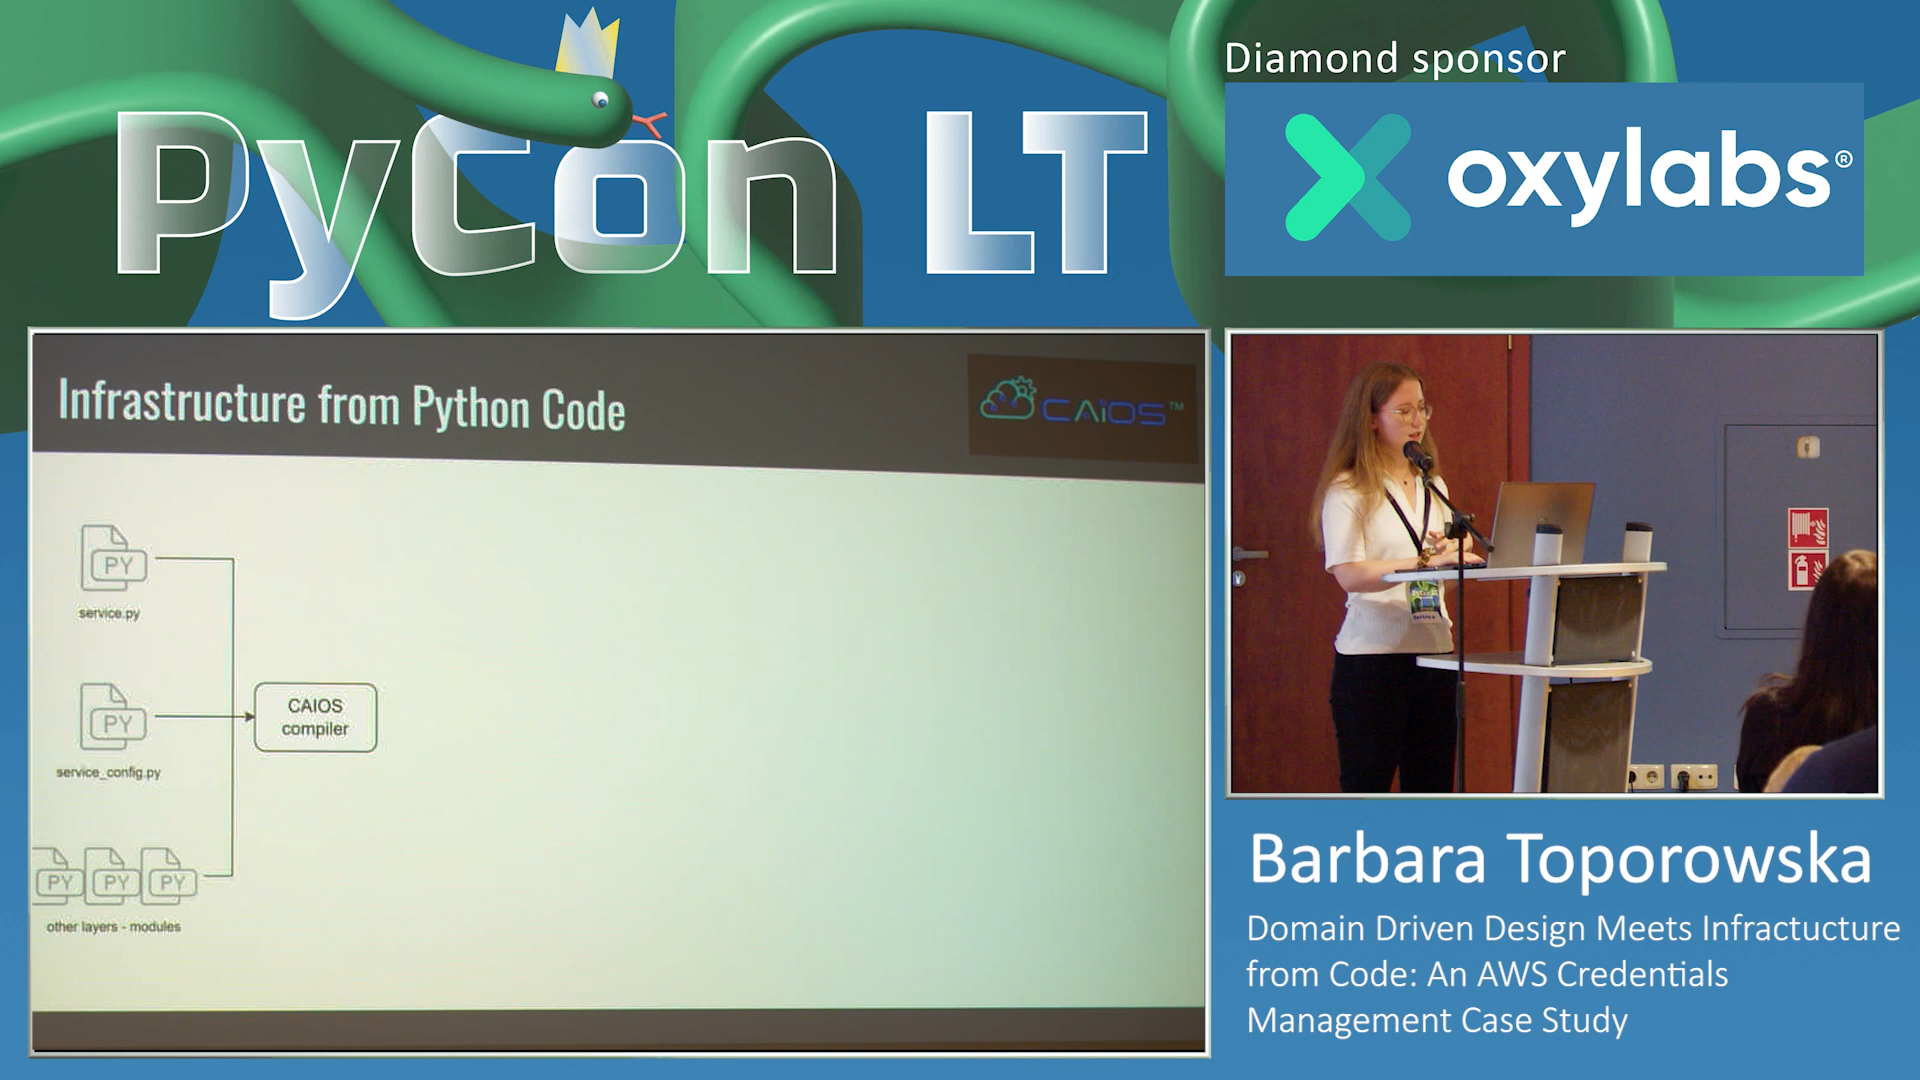 PyCon LT
Diamond sponsor
oxylabs®
Infrastructure from Python Code
CAiOS™
PY
service.py
PY
service_config.py
PY PY PY
other layers - modules
CAIOS
compiler
Barbara Toporowska
Domain Driven Design Meets Infractucture
from Code: An AWS Credentials
Management Case Study